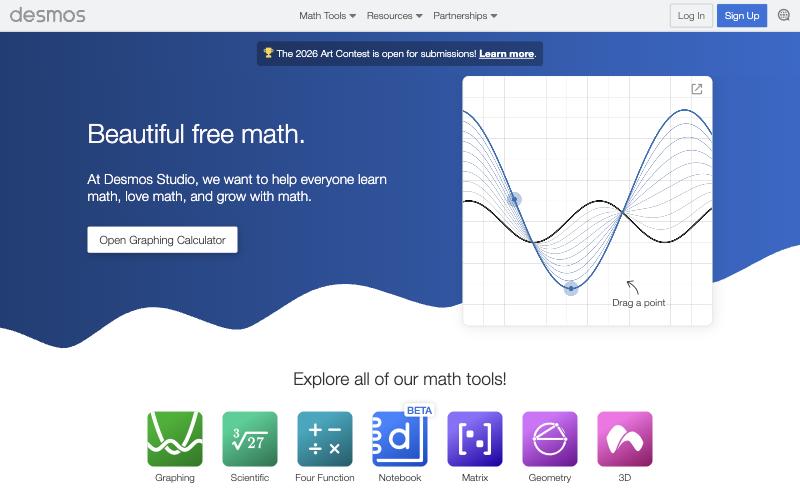 desmos
Math Tools Resources Partnerships
Log In
Sign Up
🏆 The 2026 Art Contest is open for submissions! Learn more.
Beautiful free math.
At Desmos Studio, we want to help everyone learn
math, love math, and grow with math.
Open Graphing Calculator
Drag a point
Explore all of our math tools!
BETA
3√27
+ −
÷ ×
d
Graphing
Scientific
Four Function
Notebook
Matrix
Geometry
3D